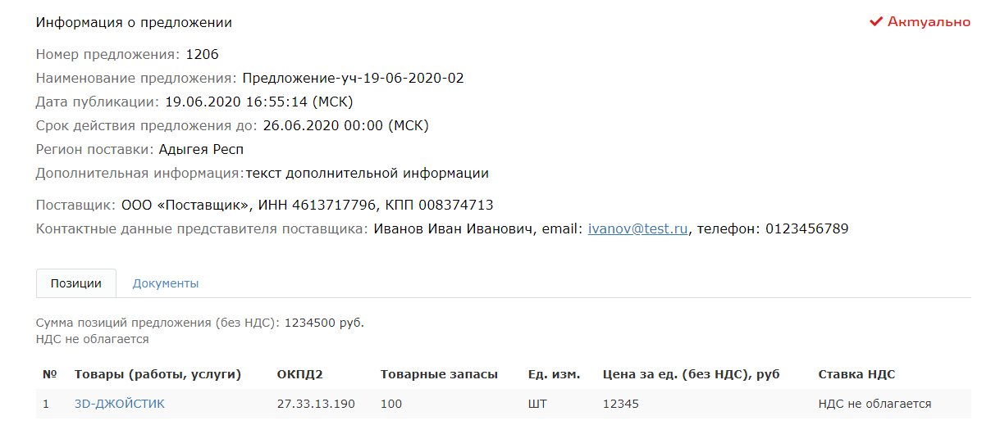 Информация о предложении
Актуально
Номер предложения: 1206
Наименование предложения: Предложение-уч-19-06-2020-02
Дата публикации: 19.06.2020 16:55:14 (МСК)
Срок действия предложения до: 26.06.2020 00:00 (МСК)
Регион поставки: Адыгея Респ
Дополнительная информация:текст дополнительной информации
Поставщик: ООО «Поставщик», ИНН 4613717796, КПП 008374713
Контактные данные представителя поставщика: Иванов Иван Иванович, email: ivanov@test.ru, телефон: 0123456789
Позиции Документы
Сумма позиций предложения (без НДС): 1234500 руб.
НДС не облагается
№ Товары (работы, услуги) ОКПД2 Товарные запасы Ед. изм. Цена за ед. (без НДС), руб Ставка НДС
1 3D-ДЖОЙСТИК 27.33.13.190 100 ШТ 12345 НДС не облагается